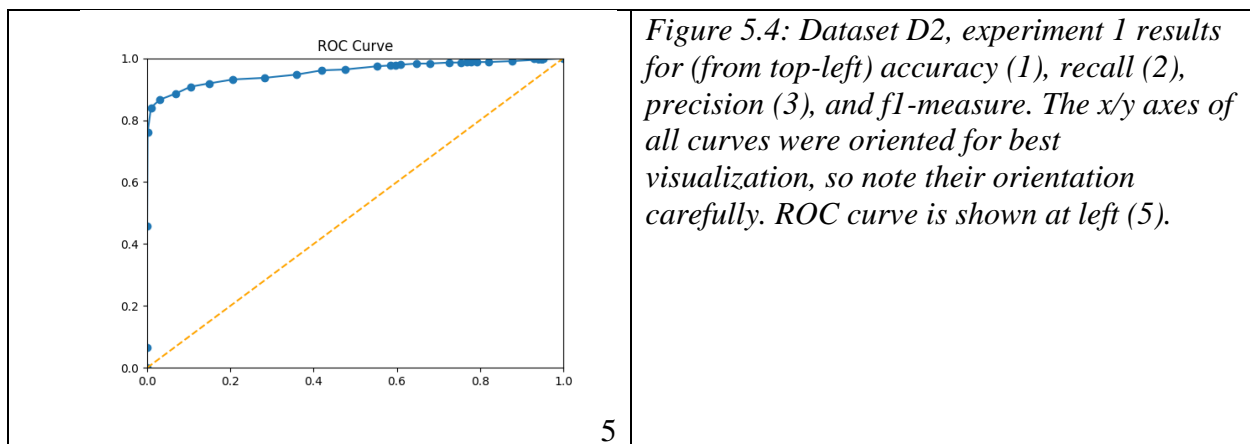 ROC Curve
1.0
0.8
0.6
0.4
0.2
0.0
0.0 0.2 0.4 0.6 0.8 1.0
5
Figure 5.4: Dataset D2, experiment 1 results
for (from top-left) accuracy (1), recall (2),
precision (3), and f1-measure. The x/y axes of
all curves were oriented for best
visualization, so note their orientation
carefully. ROC curve is shown at left (5).